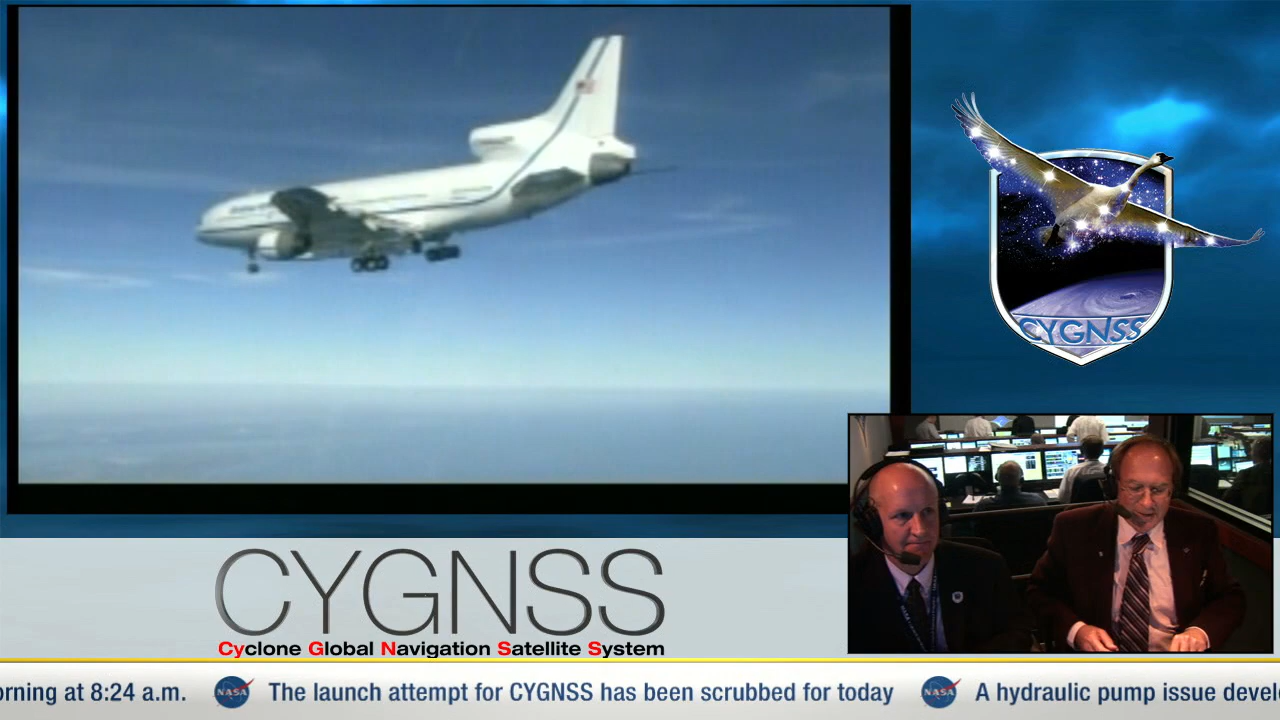 CYGNSS
CYGNSS
Cyclone Global Navigation Satellite System
orning at 8:24 a.m. NASA The launch attempt for CYGNSS has been scrubbed for today NASA A hydraulic pump issue devel